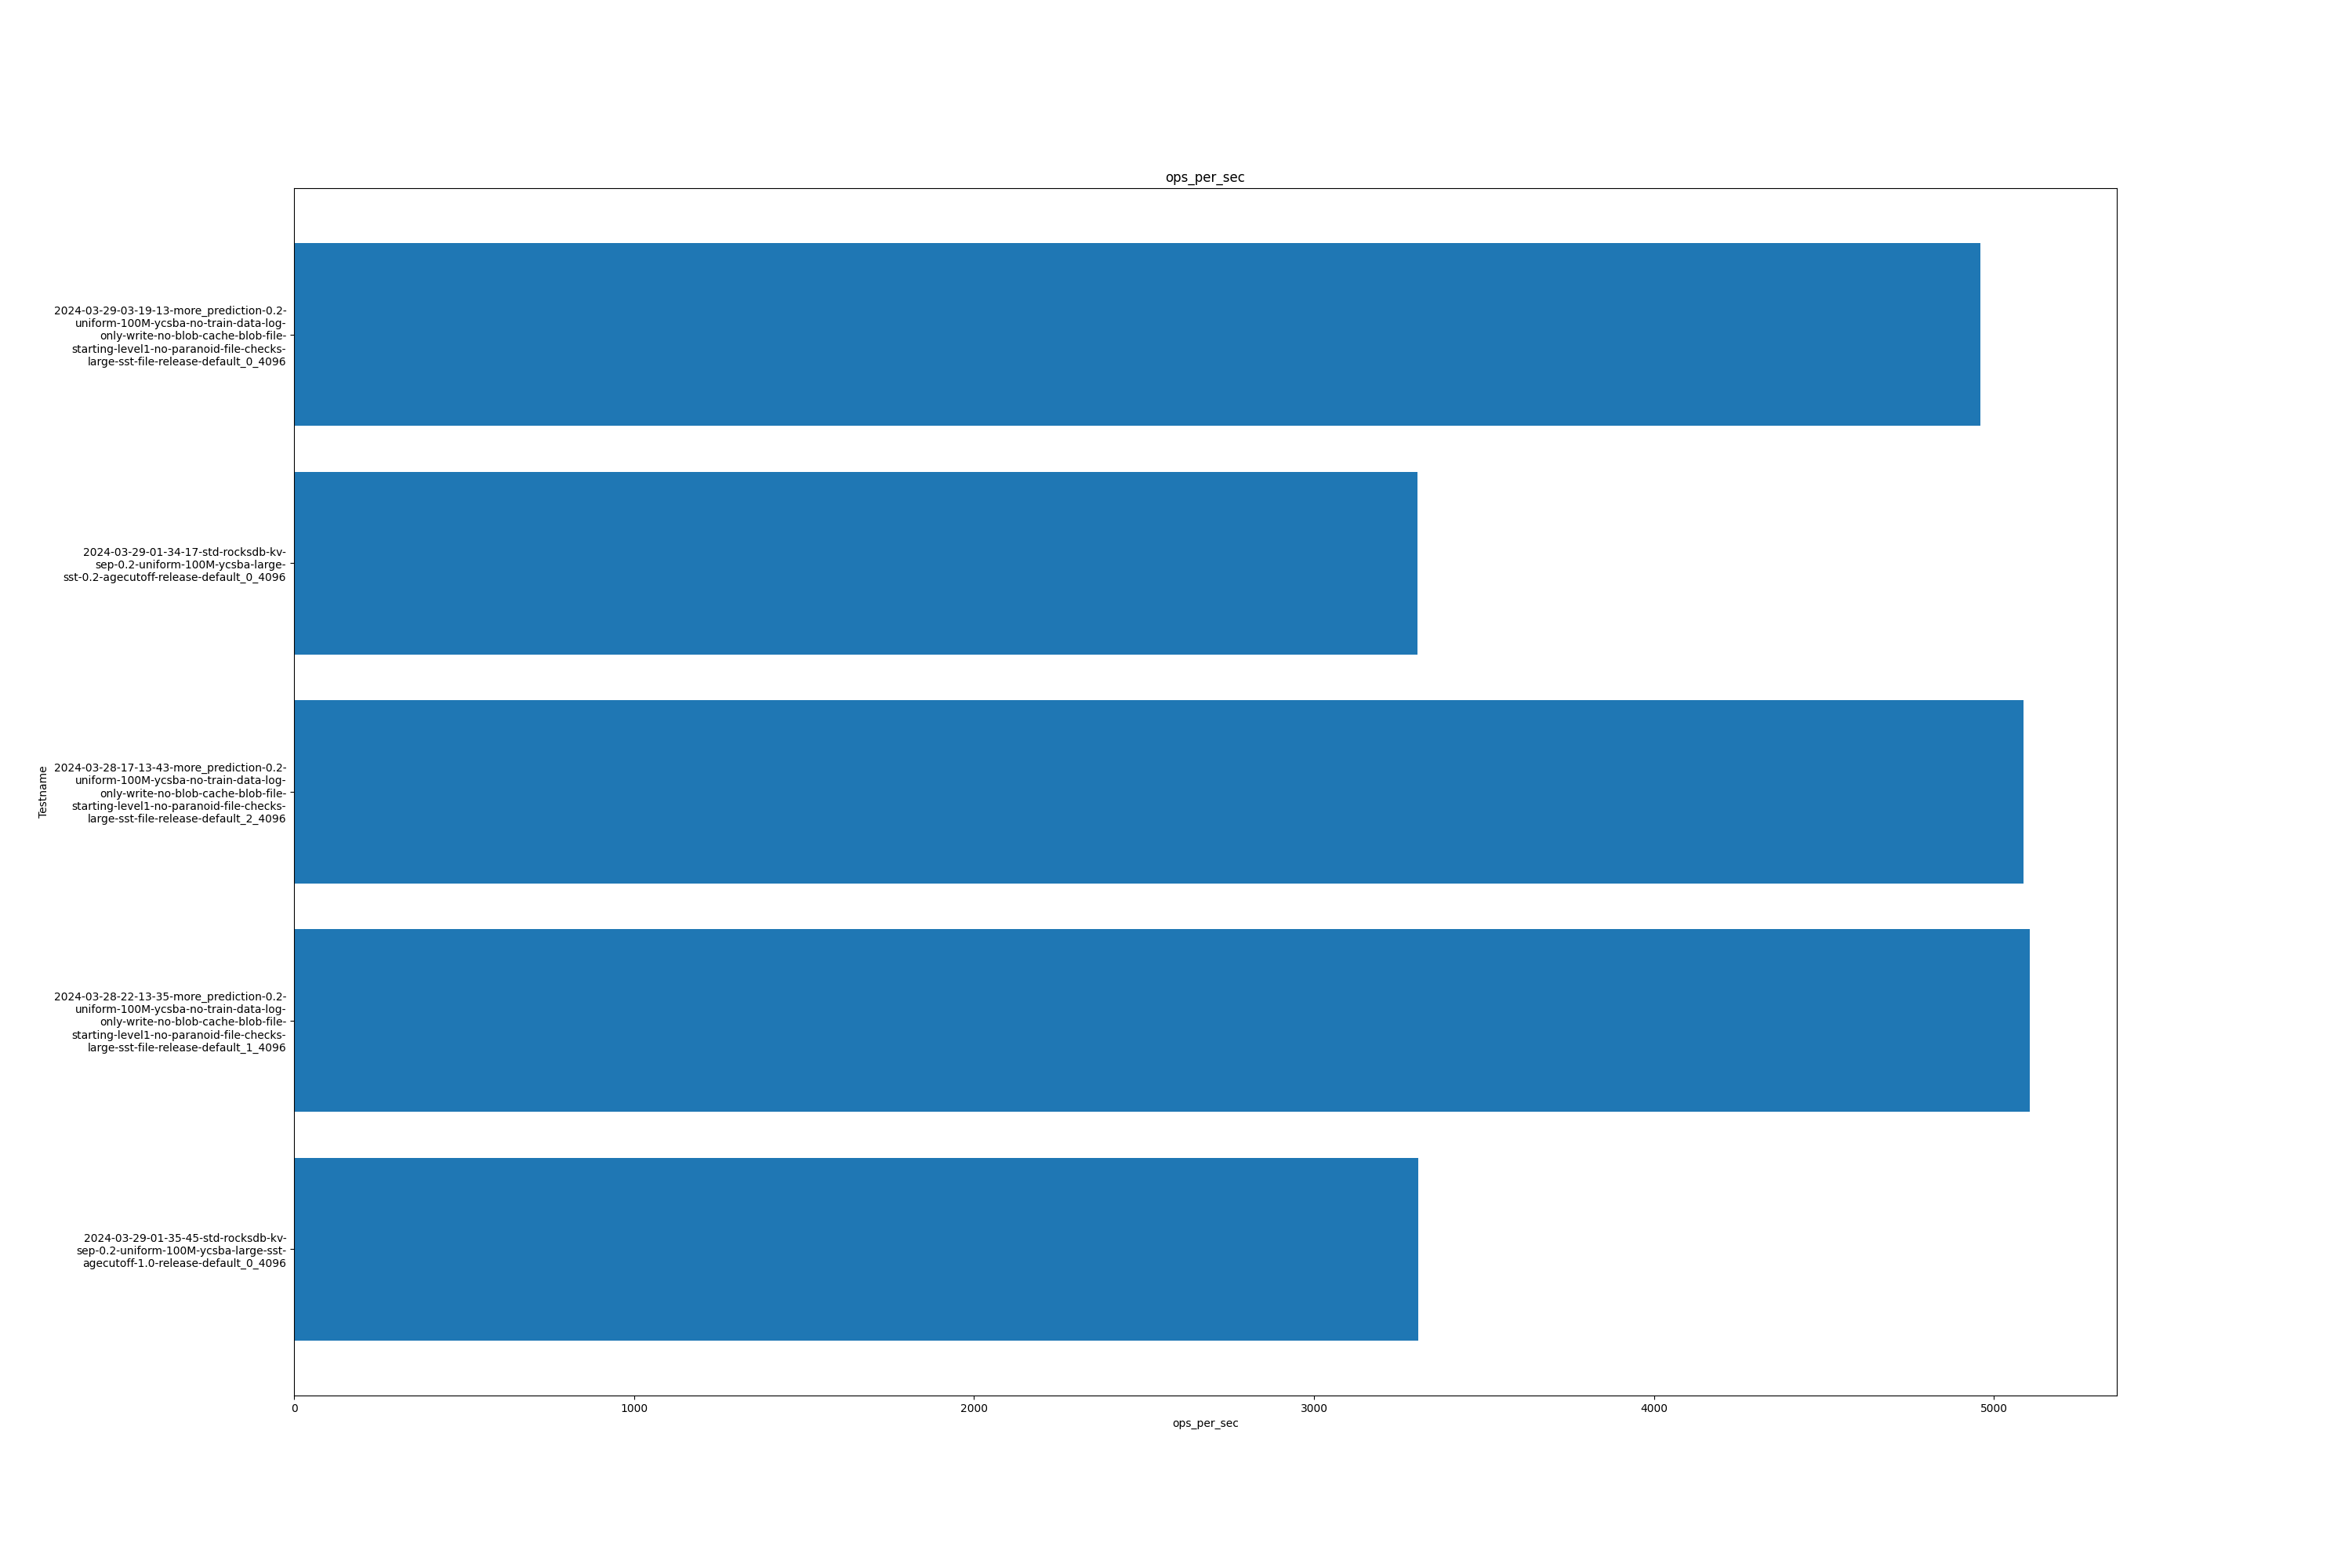 ops_per_sec
2024-03-29-03-19-13-more_prediction-0.2-
uniform-100M-ycsba-no-train-data-log-
only-write-no-blob-cache-blob-file-
starting-level1-no-paranoid-file-checks-
large-sst-file-release-default_0_4096
2024-03-29-01-34-17-std-rocksdb-kv-
sep-0.2-uniform-100M-ycsba-large-
sst-0.2-agecutoff-release-default_0_4096
Testname
2024-03-28-17-13-43-more_prediction-0.2-
uniform-100M-ycsba-no-train-data-log-
only-write-no-blob-cache-blob-file-
starting-level1-no-paranoid-file-checks-
large-sst-file-release-default_2_4096
2024-03-28-22-13-35-more_prediction-0.2-
uniform-100M-ycsba-no-train-data-log-
only-write-no-blob-cache-blob-file-
starting-level1-no-paranoid-file-checks-
large-sst-file-release-default_1_4096
2024-03-29-01-35-45-std-rocksdb-kv-
sep-0.2-uniform-100M-ycsba-large-sst-
agecutoff-1.0-release-default_0_4096
0 1000 2000 3000 4000 5000
ops_per_sec